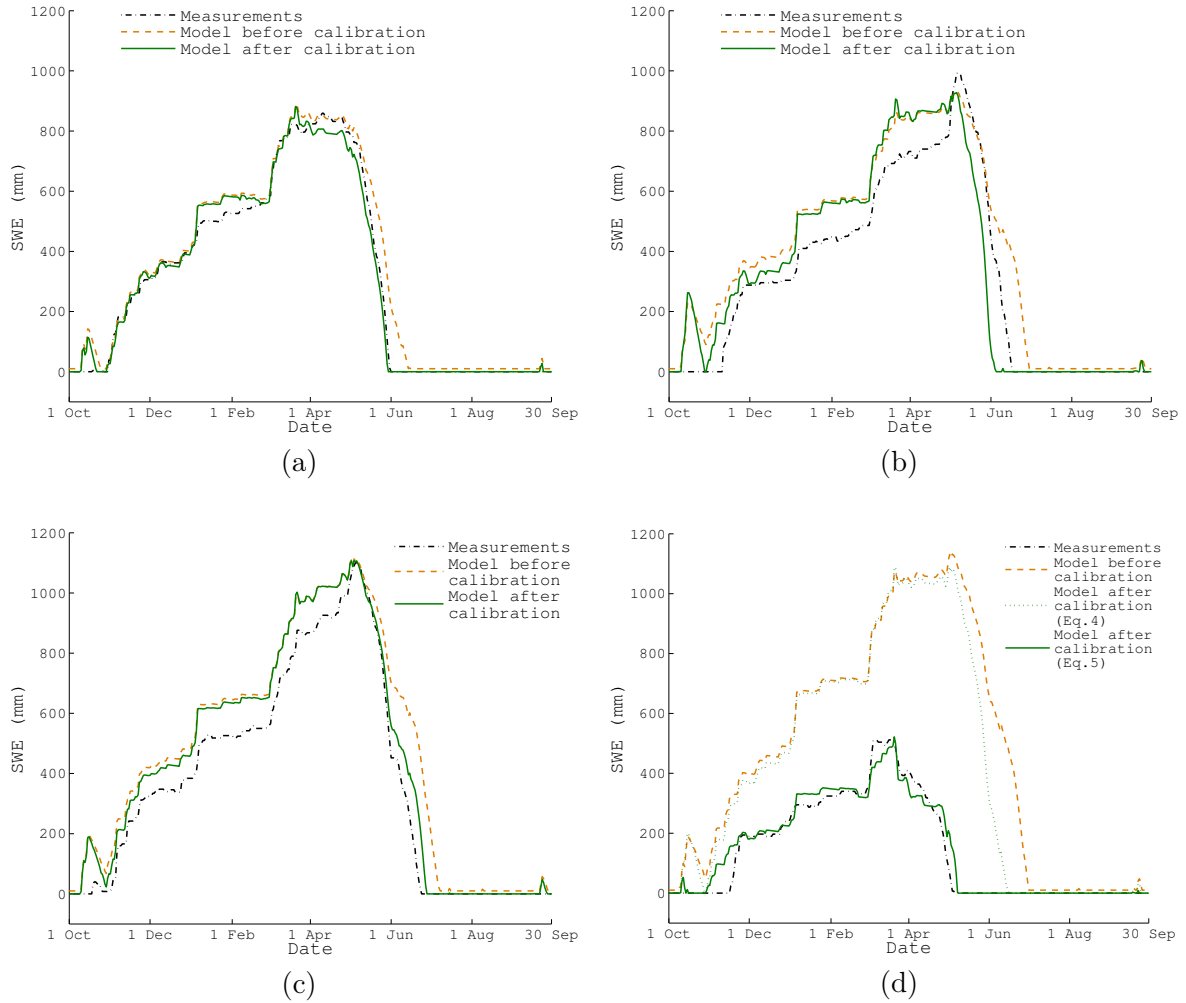 1200
1000
800
600
400
200
0
SWE (mm)
Measurements
Model before calibration
Model after calibration
1 Oct 1 Dec 1 Feb 1 Apr 1 Jun 1 Aug 30 Sep
Date
(a)
1200
1000
800
600
400
200
0
SWE (mm)
Measurements
Model before calibration
Model after calibration
1 Oct 1 Dec 1 Feb 1 Apr 1 Jun 1 Aug 30 Sep
Date
(b)
1200
1000
800
600
400
200
0
SWE (mm)
Measurements
Model before
calibration
Model after
calibration
1 Oct 1 Dec 1 Feb 1 Apr 1 Jun 1 Aug 30 Sep
Date
(c)
1200
1000
800
600
400
200
0
SWE (mm)
Measurements
Model before
calibration
Model after
calibration
(Eq.4)
Model after
calibration
(Eq.5)
1 Oct 1 Dec 1 Feb 1 Apr 1 Jun 1 Aug 30 Sep
Date
(d)